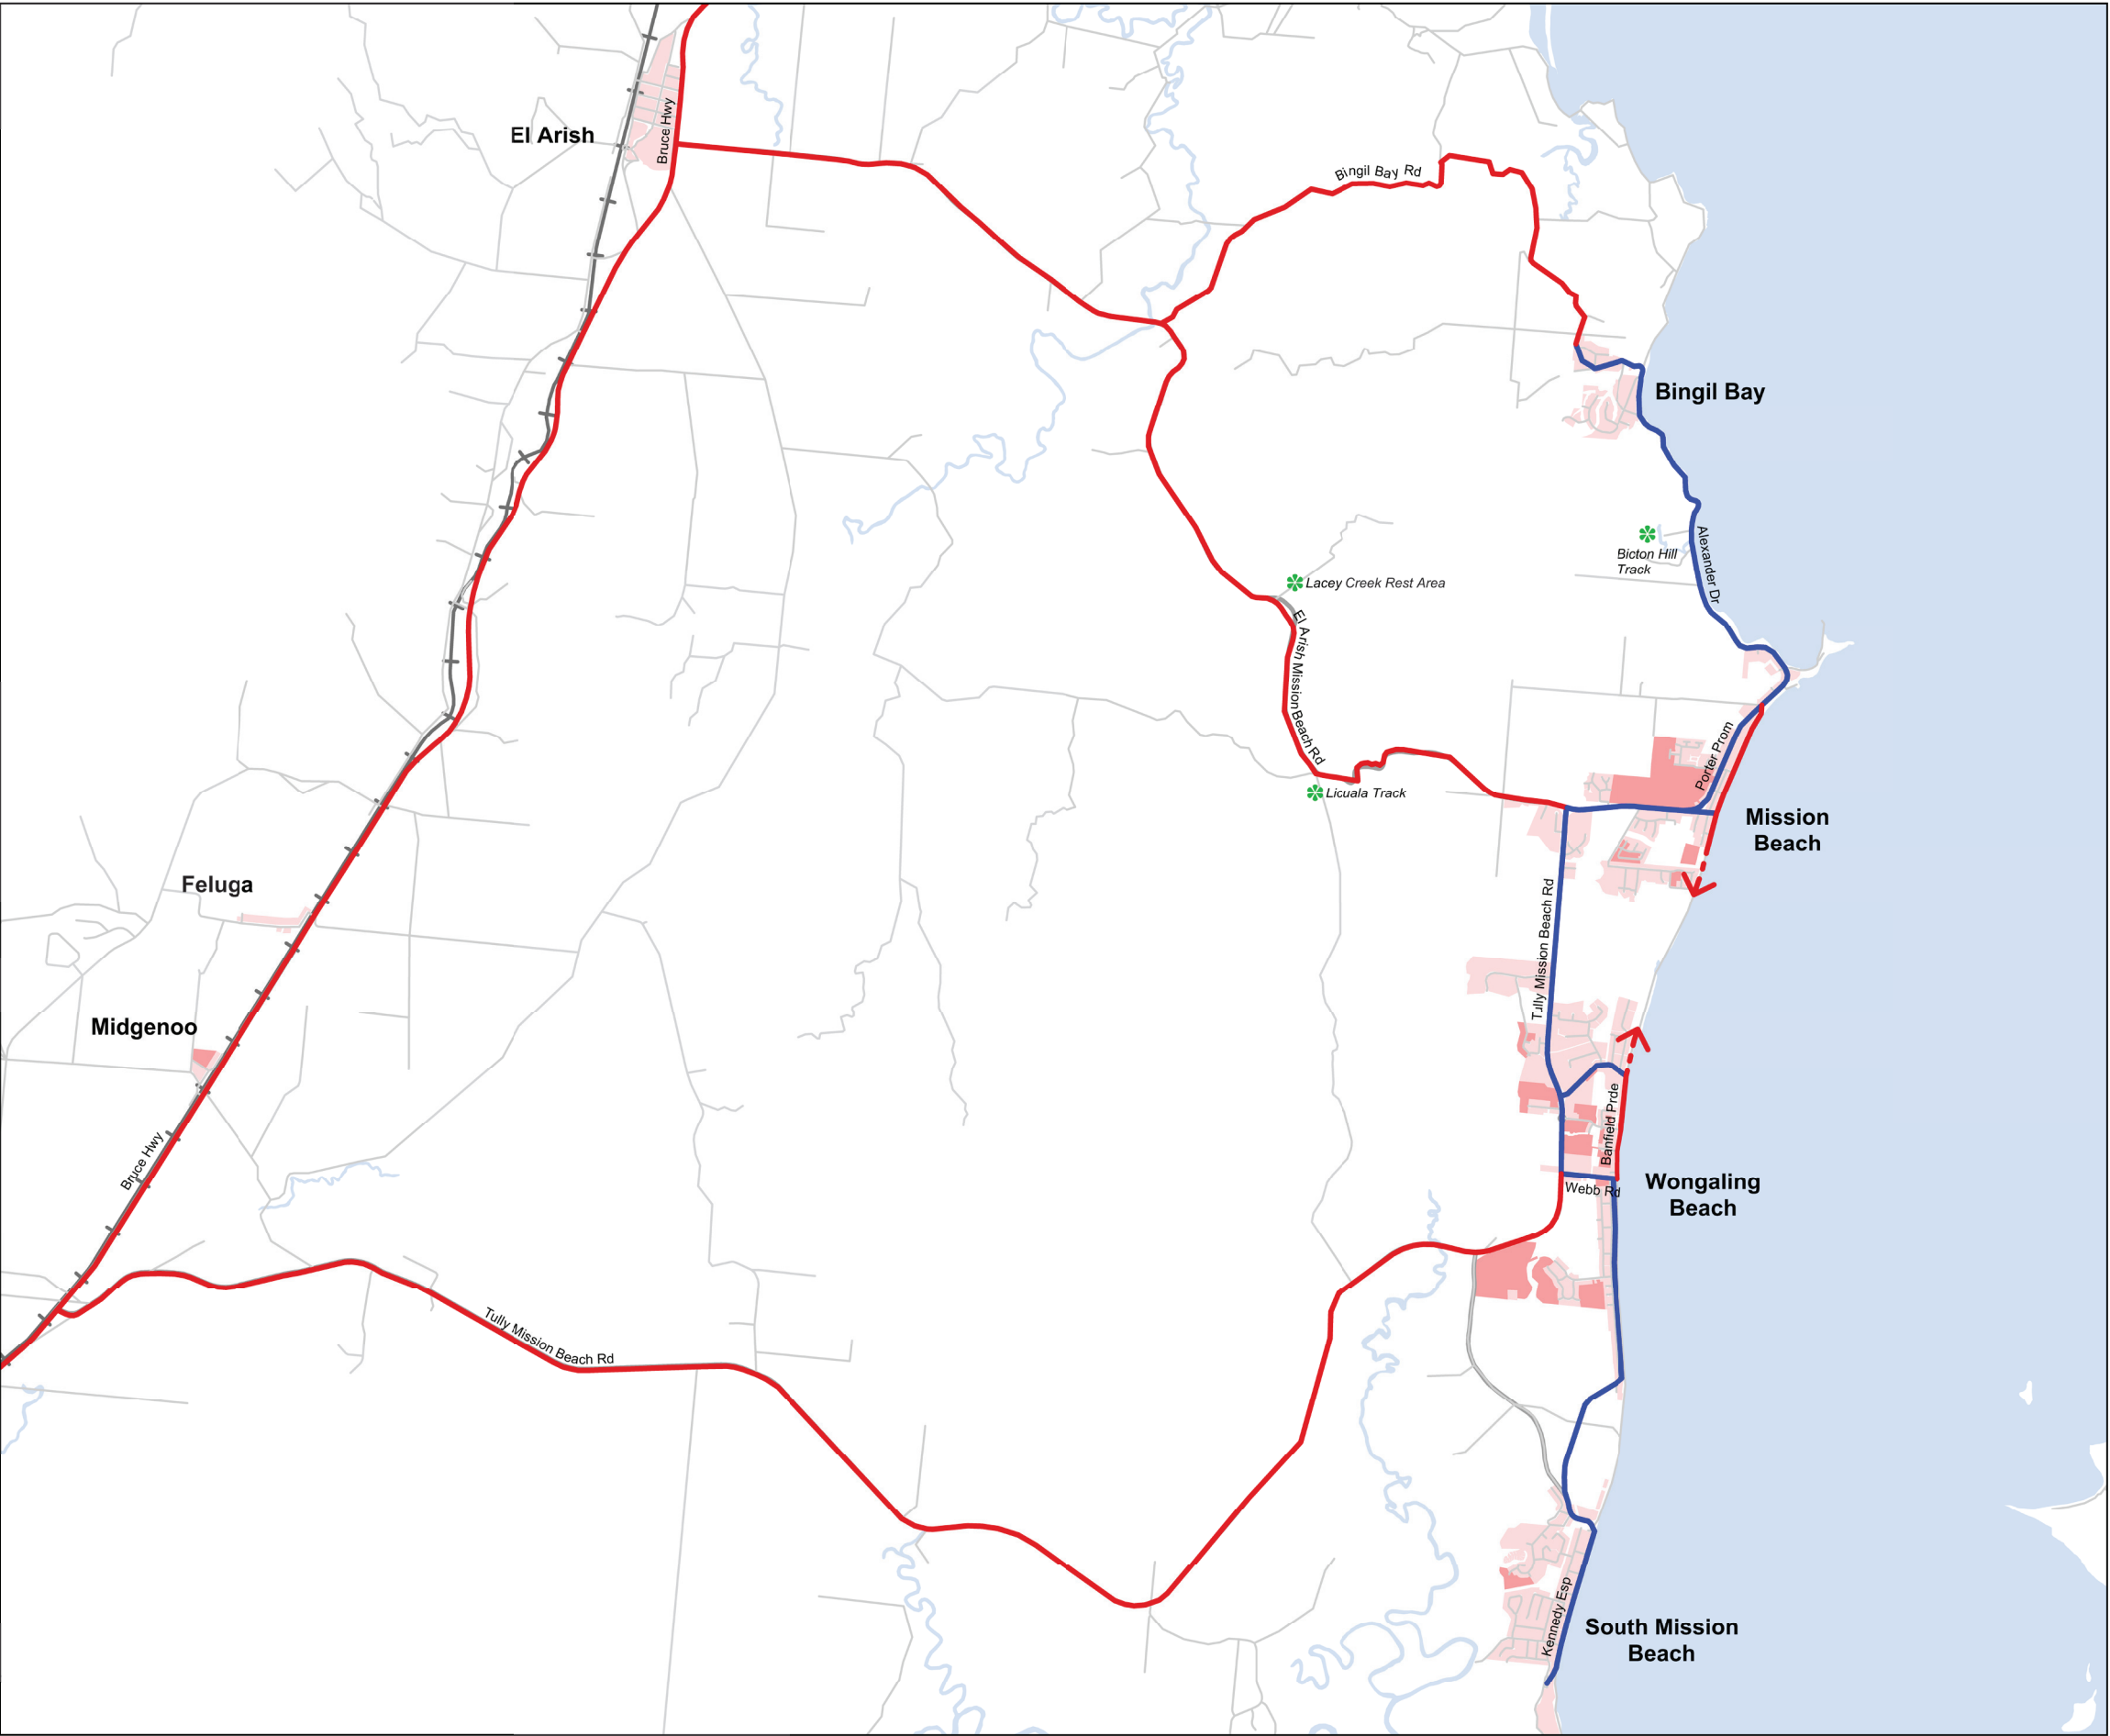 El Arish
Bruce Hwy
Bingil Bay Rd
Bingil Bay
Alexander Dr
Bicton Hill
Track
Lacey Creek Rest Area
El Arish Mission Beach Rd
Licuala Track
Porter Prom
Mission
Beach
Feluga
Tully Mission Beach Rd
Midgenoo
Bruce Hwy
Banfield Prde
Webb Rd
Wongaling
Beach
Tully Mission Beach Rd
Kennedy Esp
South Mission
Beach